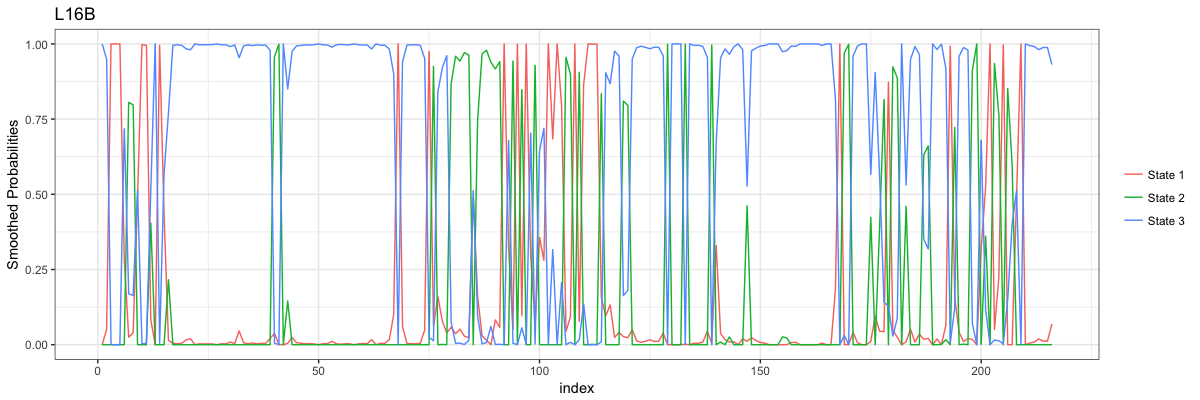 L16B
Smoothed Probabilities
1.00
0.75
0.50
0.25
0.00
0
50
100
150
200
index
State 1
State 2
State 3